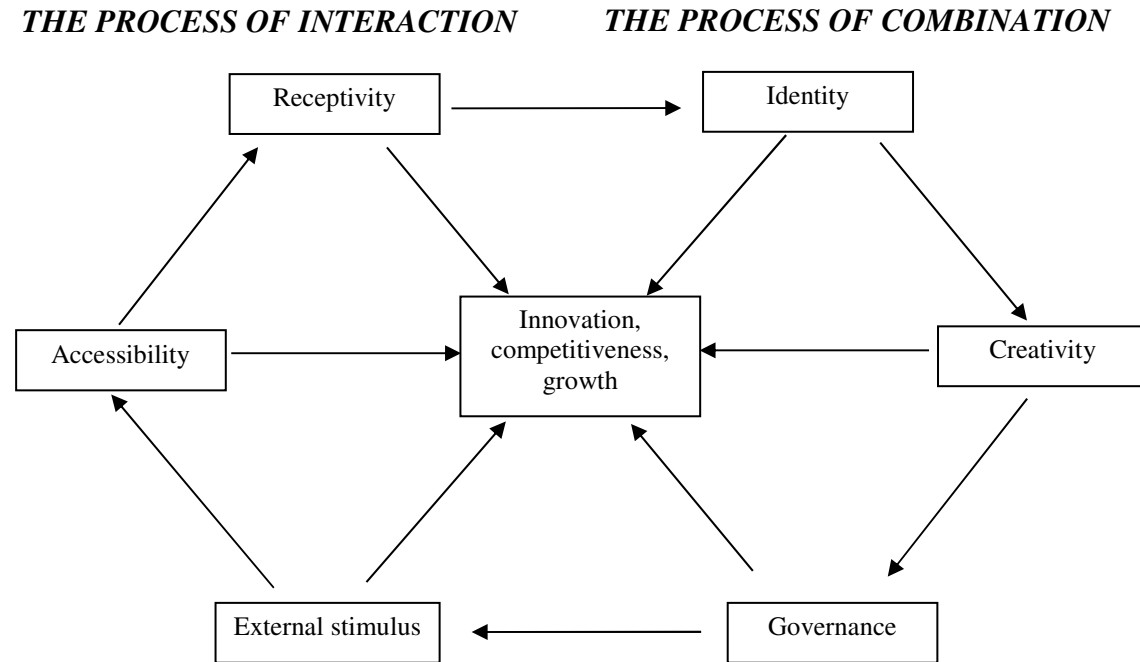 THE PROCESS OF INTERACTION
THE PROCESS OF COMBINATION
Receptivity
Identity
Innovation,
competitiveness,
growth
Accessibility
Creativity
External stimulus
Governance